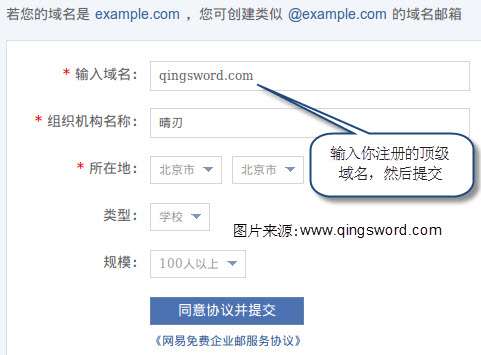 若您的域名是 example.com ，您可创建类似 @example.com 的域名邮箱
* 输入域名： qingsword.com
* 组织机构名称： 晴刃
输入你注册的顶级
域名，然后提交
* 所在地： 北京市 北京市
类型： 学校
图片来源:www.qingsword.com
规模： 100人以上
同意协议并提交
《网易免费企业邮服务协议》